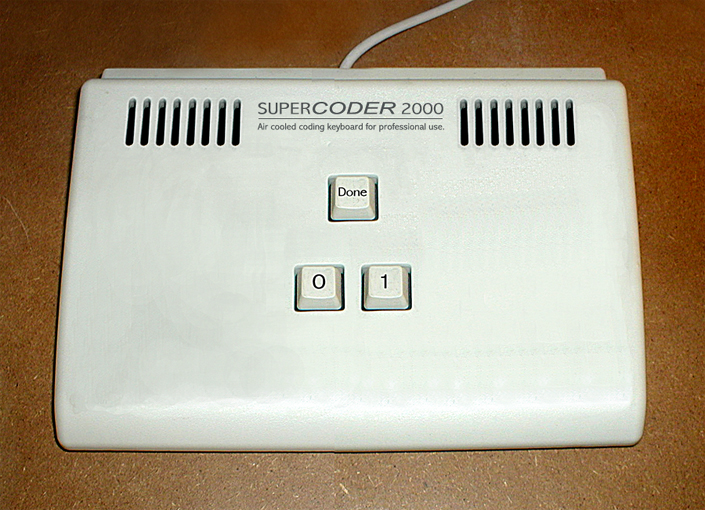 SUPERCODER 2000
Air cooled coding keyboard for professional use.
Done
0 1